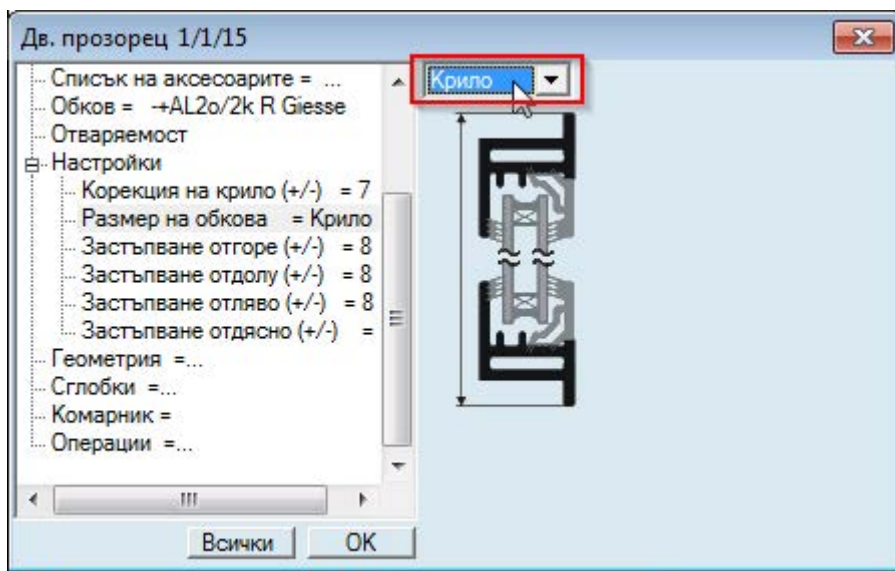 Дв. прозорец 1/1/15
Списък на аксесоарите = ...
Крило
Обков = -+AL2o/2k R Giesse
Отваряемост
Настройки
Корекция на крило (+/-) = 7
Размер на обкова = Крило
Застъпване отгоре (+/-) = 8
Застъпване отдолу (+/-) = 8
Застъпване отляво (+/-) = 8
Застъпване отдясно (+/-) =
Геометрия =...
Сглобки =...
Комарник =
Операции =...
Всички
OK